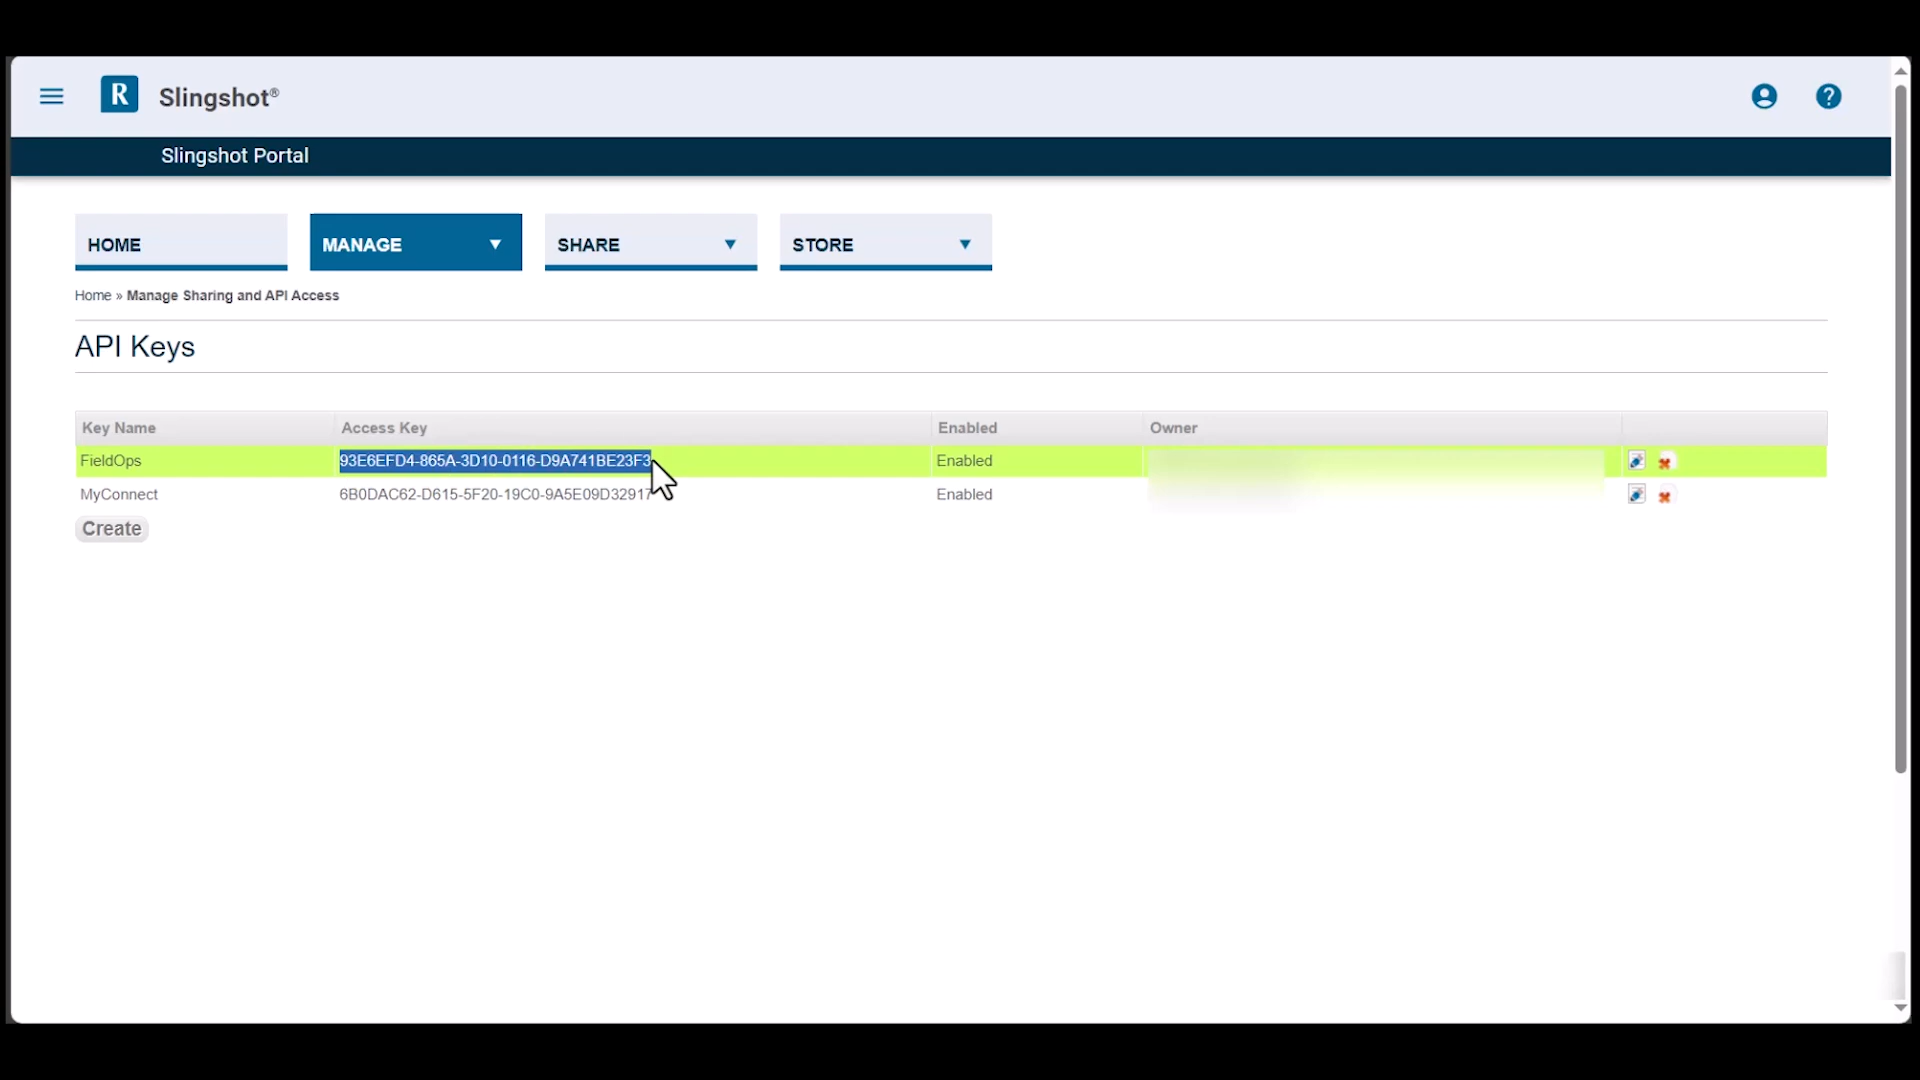 R Slingshot®
?
Slingshot Portal
HOME MANAGE ▼ SHARE ▼ STORE ▼
Home » Manage Sharing and API Access
API Keys
Key Name Access Key Enabled Owner
FieldOps 93E6EFD4-865A-3D10-0116-D9A741BE23F3 Enabled
MyConnect 6B0DAC62-D615-5F20-19C0-9A5E09D32917 Enabled
Create